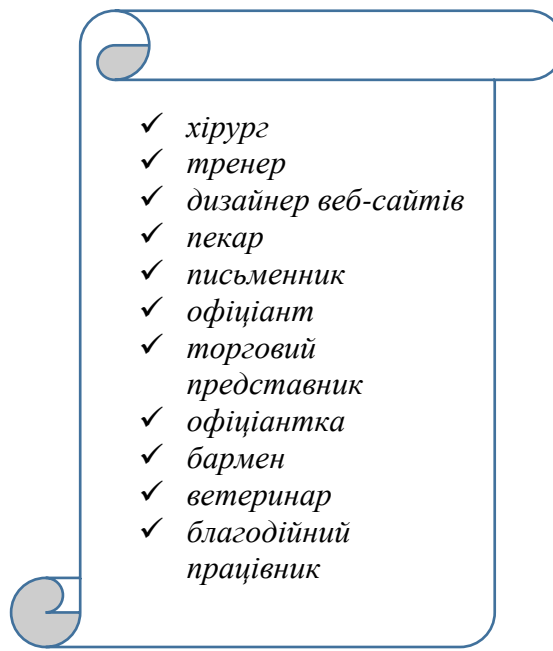 ✓ хірург
✓ тренер
✓ дизайнер веб-сайтів
✓ пекар
✓ письменник
✓ офіціант
✓ торговий
представник
✓ офіціантка
✓ бармен
✓ ветеринар
✓ благодійний
працівник